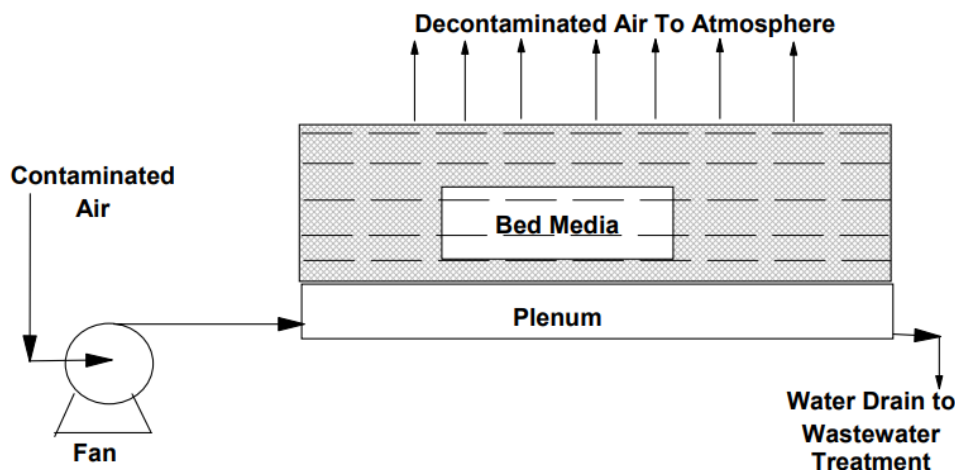 Decontaminated Air To Atmosphere
Contaminated
Air
Bed Media
Plenum
Fan
Water Drain to
Wastewater
Treatment